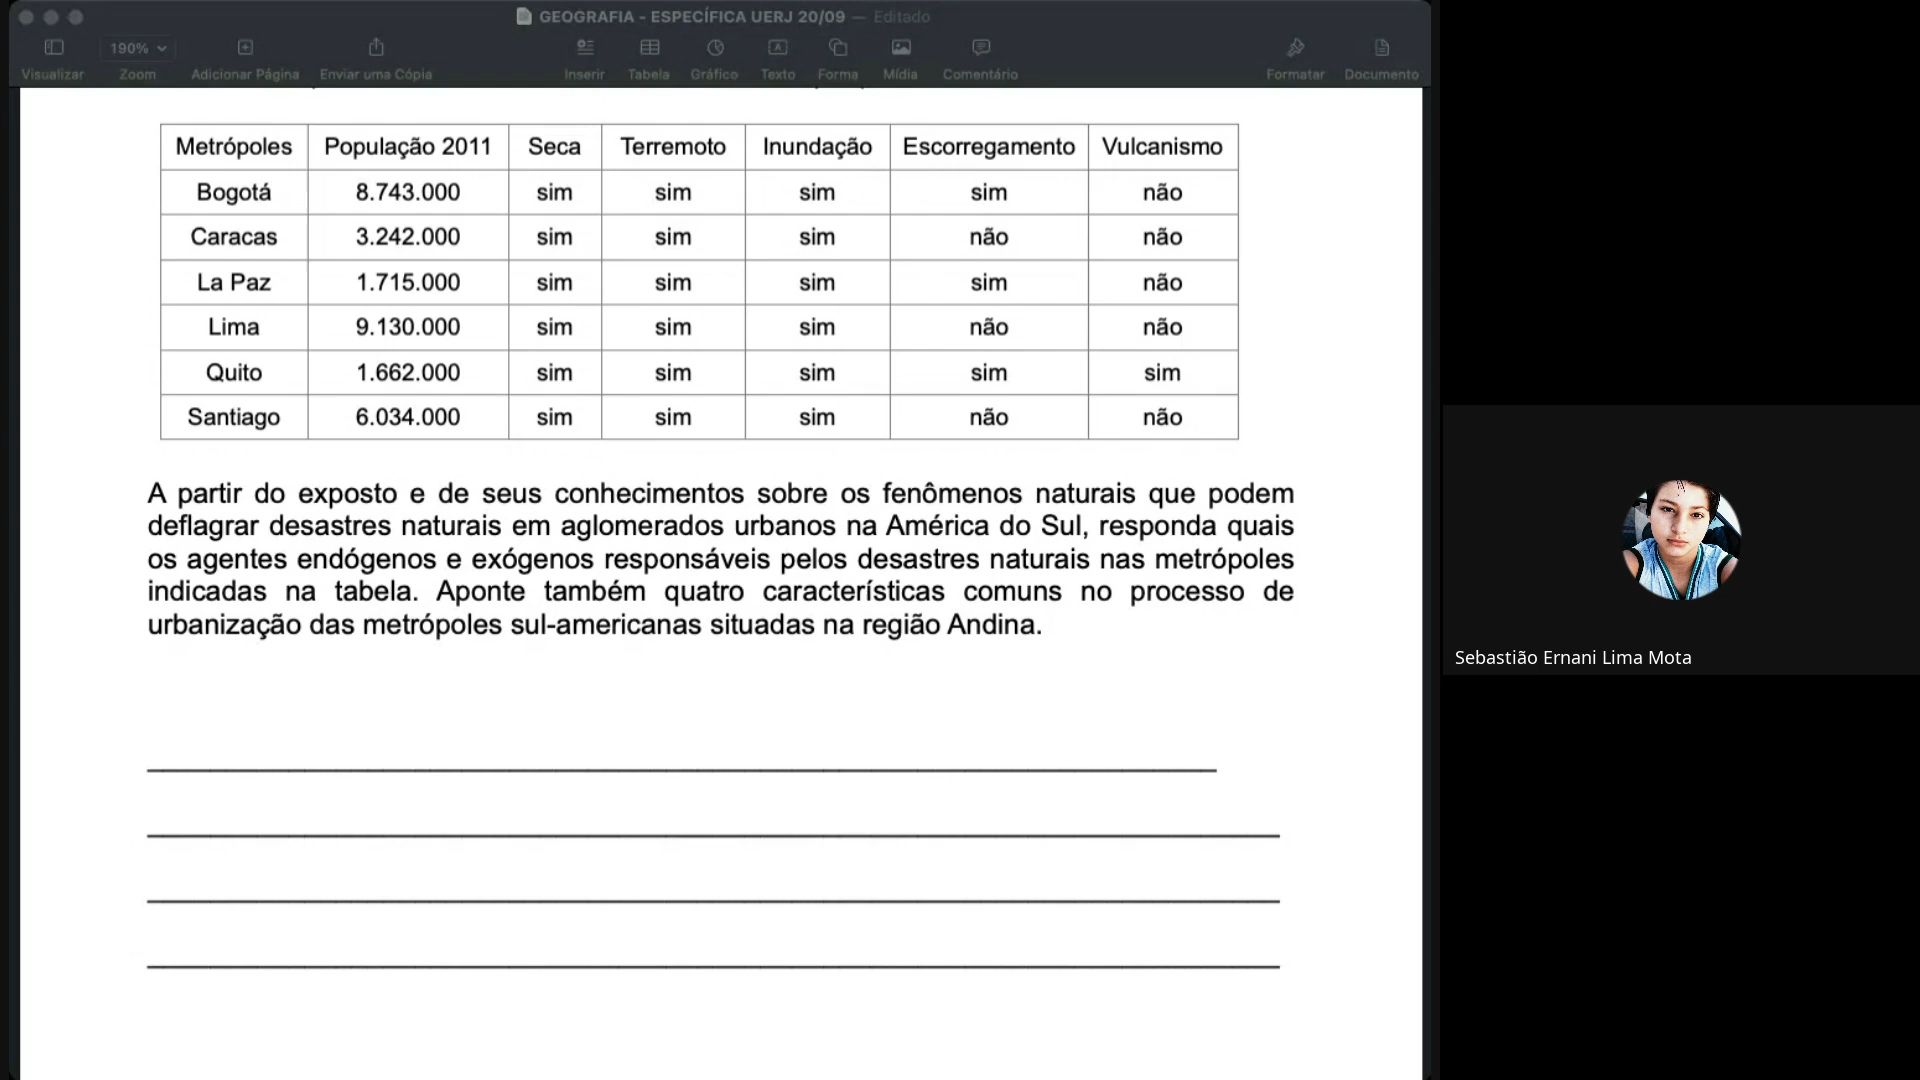 GEOGRAFIA - ESPECÍFICA UERJ 20/09 — Editado
190%
Visualizar Zoom Adicionar Página Enviar uma Cópia Inserir Tabela Gráfico Texto Forma Mídia Comentário Formatar Documento
Metrópoles População 2011 Seca Terremoto Inundação Escorregamento Vulcanismo
Bogotá 8.743.000 sim sim sim sim não
Caracas 3.242.000 sim sim sim não não
La Paz 1.715.000 sim sim sim sim não
Lima 9.130.000 sim sim sim não não
Quito 1.662.000 sim sim sim sim sim
Santiago 6.034.000 sim sim sim não não
A partir do exposto e de seus conhecimentos sobre os fenômenos naturais que podem
deflagrar desastres naturais em aglomerados urbanos na América do Sul, responda quais
os agentes endógenos e exógenos responsáveis pelos desastres naturais nas metrópoles
indicadas na tabela. Aponte também quatro características comuns no processo de
urbanização das metrópoles sul-americanas situadas na região Andina.
Sebastião Ernani Lima Mota